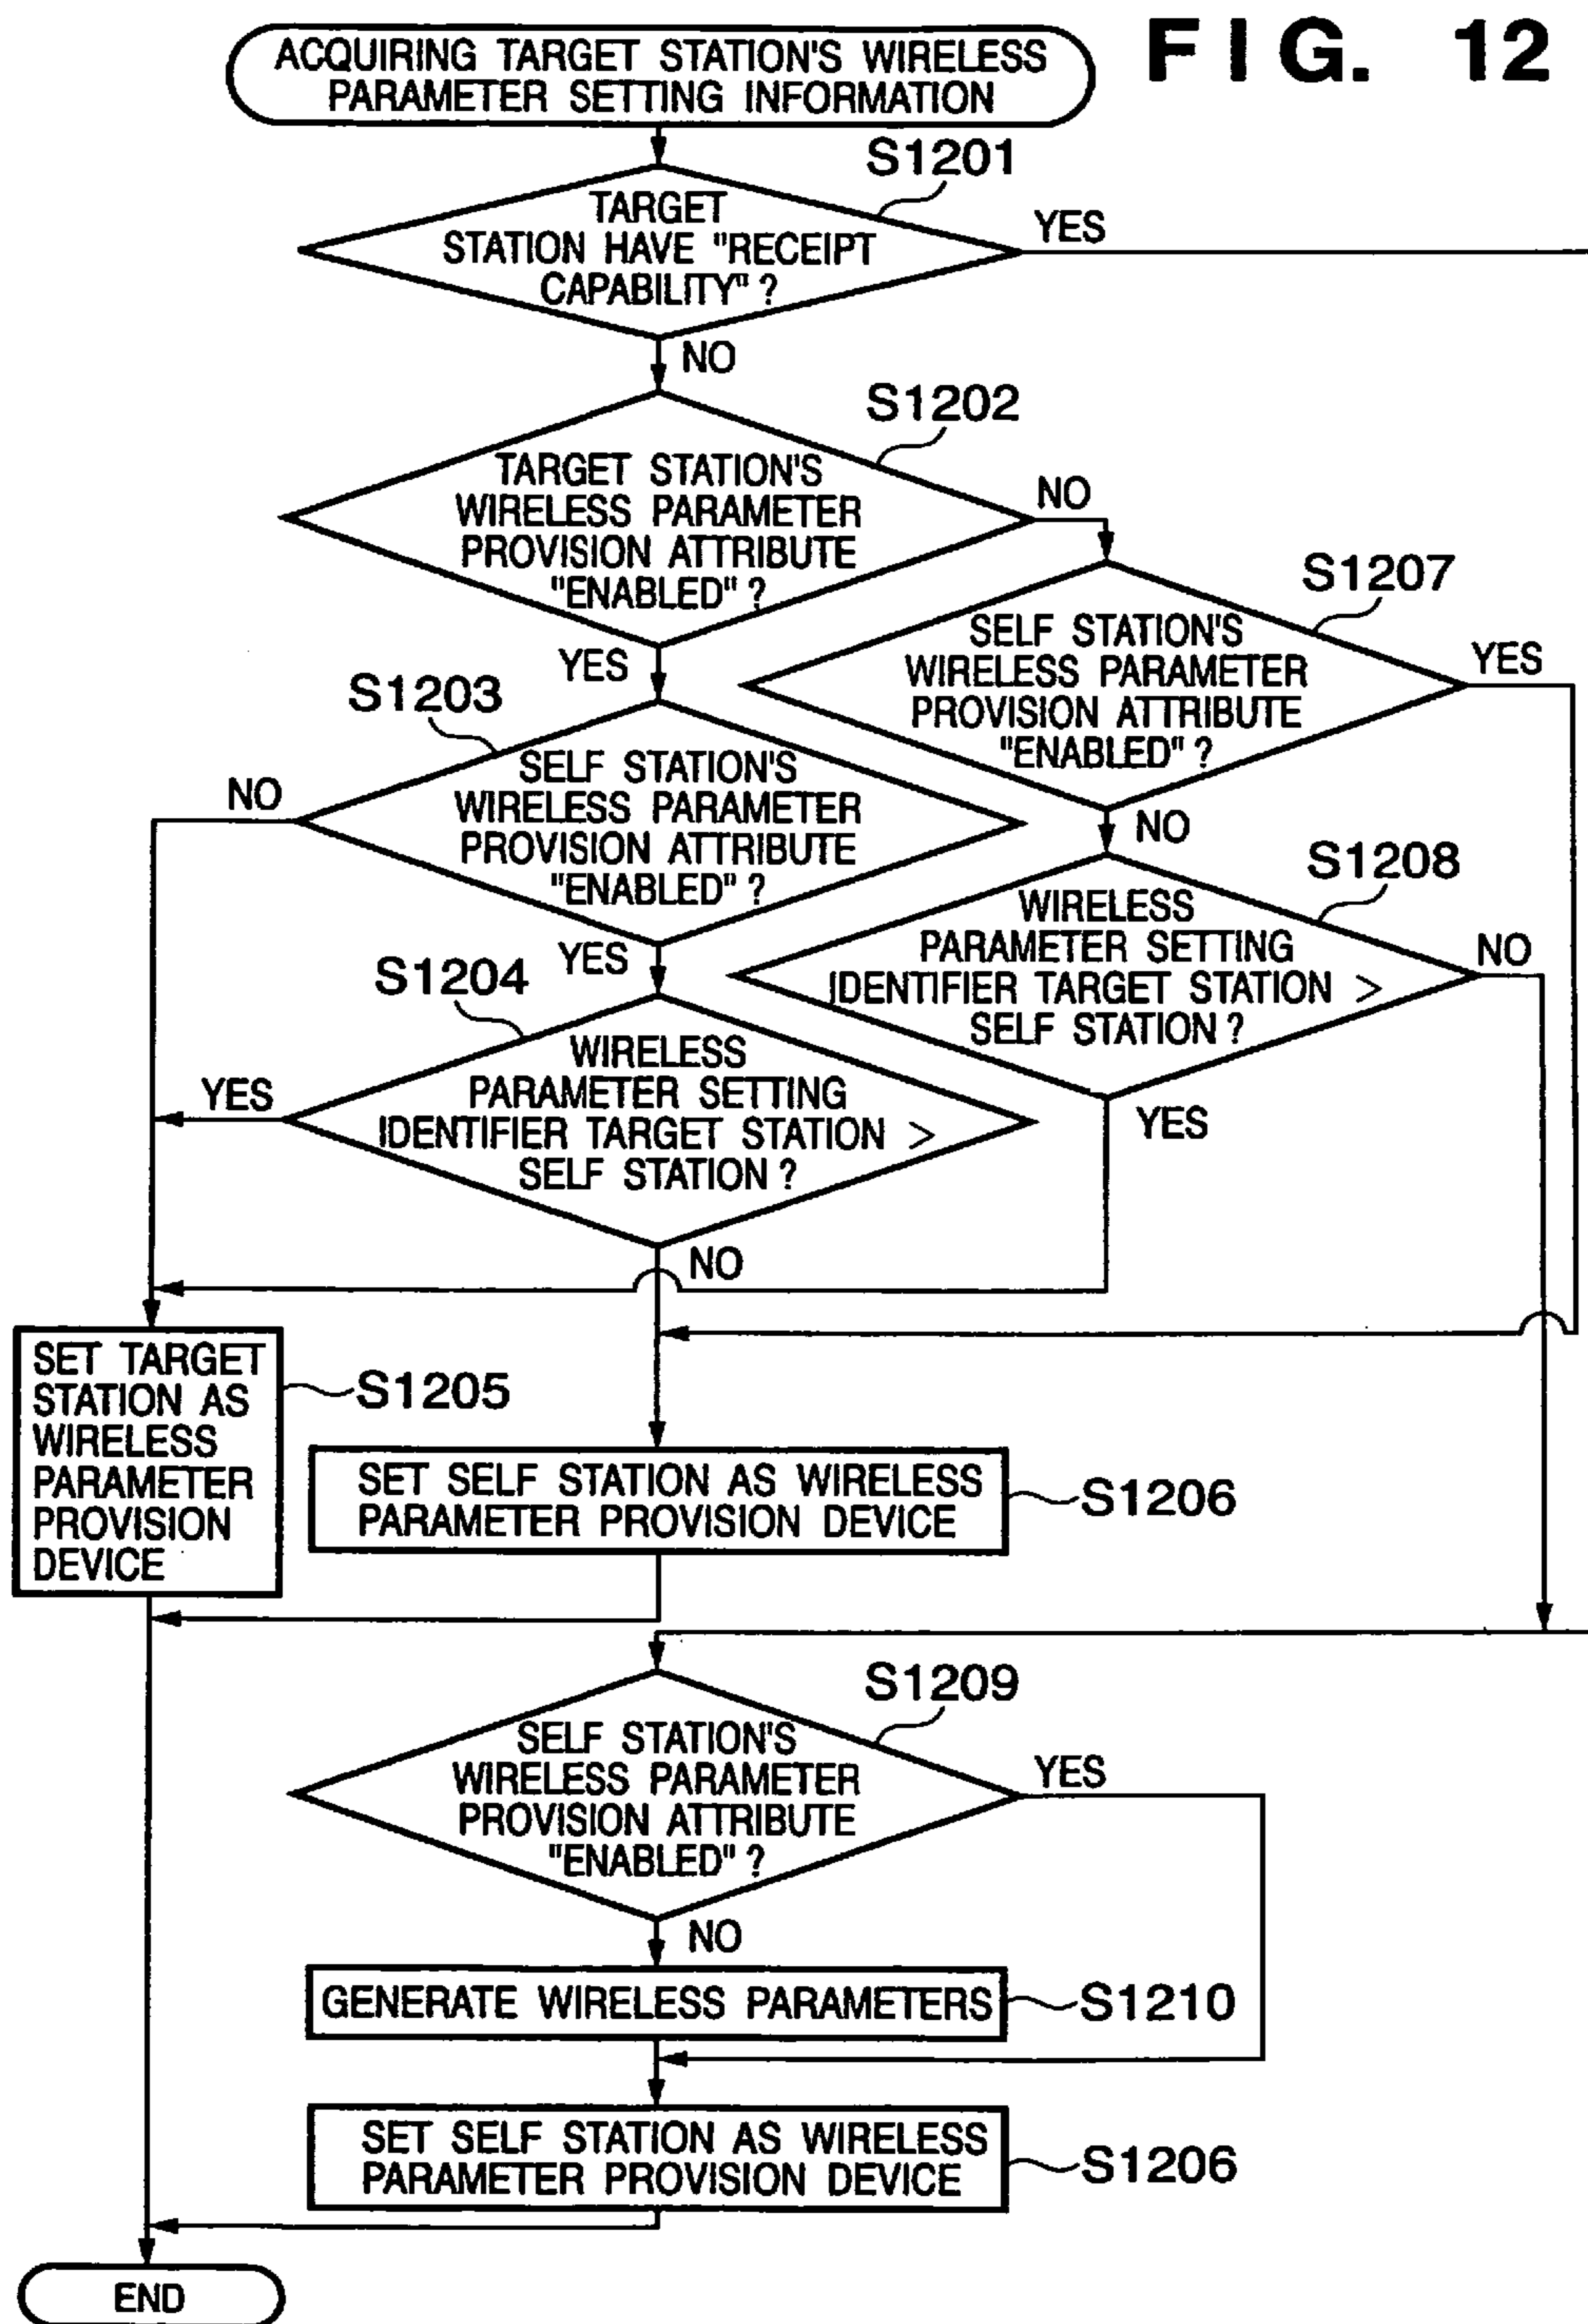 FIG. 12
ACQUIRING TARGET STATION'S WIRELESS
PARAMETER SETTING INFORMATION
S1201
TARGET
STATION HAVE "RECEIPT
CAPABILITY" ?
YES
NO
S1202
TARGET STATION'S
WIRELESS PARAMETER
PROVISION ATTRIBUTE
"ENABLED" ?
NO
YES
S1207
SELF STATION'S
WIRELESS PARAMETER
PROVISION ATTRIBUTE
"ENABLED" ?
YES
NO
S1203
SELF STATION'S
WIRELESS PARAMETER
PROVISION ATTRIBUTE
"ENABLED" ?
NO
YES
S1208
WIRELESS
PARAMETER SETTING
IDENTIFIER TARGET STATION >
SELF STATION ?
NO
YES
S1204
WIRELESS
PARAMETER SETTING
IDENTIFIER TARGET STATION >
SELF STATION ?
YES
NO
SET TARGET
STATION AS
WIRELESS
PARAMETER
PROVISION
DEVICE
S1205
SET SELF STATION AS WIRELESS
PARAMETER PROVISION DEVICE
S1206
S1209
SELF STATION'S
WIRELESS PARAMETER
PROVISION ATTRIBUTE
"ENABLED" ?
YES
NO
GENERATE WIRELESS PARAMETERS
S1210
SET SELF STATION AS WIRELESS
PARAMETER PROVISION DEVICE
S1206
END